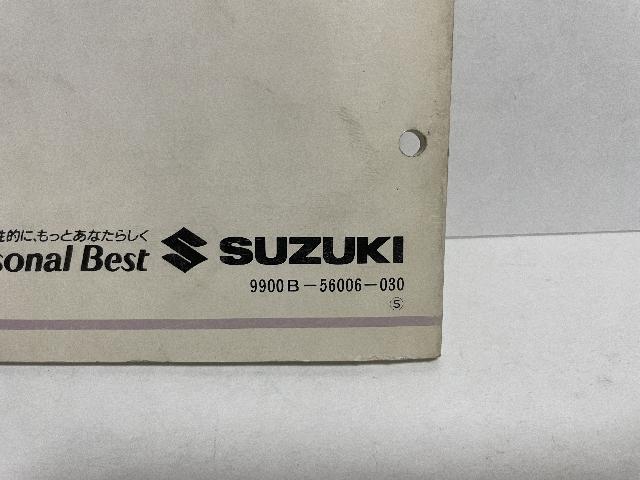 性的に、もっとあなたらしく
sonal Best SUZUKI
9900B-56006-030
S